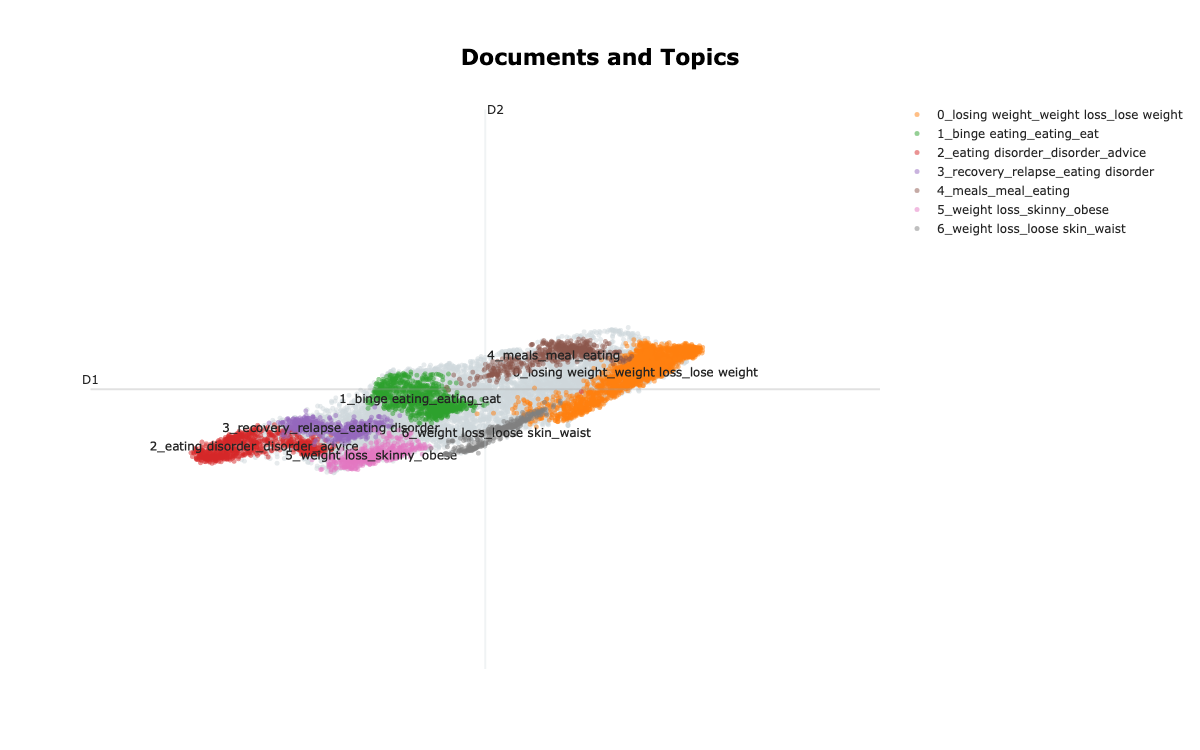 Documents and Topics
D2
0_losing weight_weight loss_lose weight
1_binge eating_eating_eat
2_eating disorder_disorder_advice
3_recovery_relapse_eating disorder
4_meals_meal_eating
5_weight loss_skinny_obese
6_weight loss_loose skin_waist
4_meals_meal_eating
0_losing weight_weight loss_lose weight
D1
1_binge eating_eating_eat
3_recovery_relapse_eating disorder
6_weight loss_loose skin_waist
2_eating disorder_disorder_advice
5_weight loss_skinny_obese